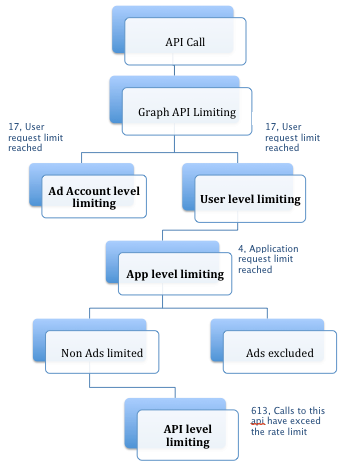 API Call
Graph API Limiting
17, User
request limit
reached
17, User
request limit
reached
Ad Account level
limiting
User level limiting
4, Application
request limit
reached
App level limiting
Non Ads limited
Ads excluded
613, Calls to this
api have exceed
the rate limit
API level
limiting